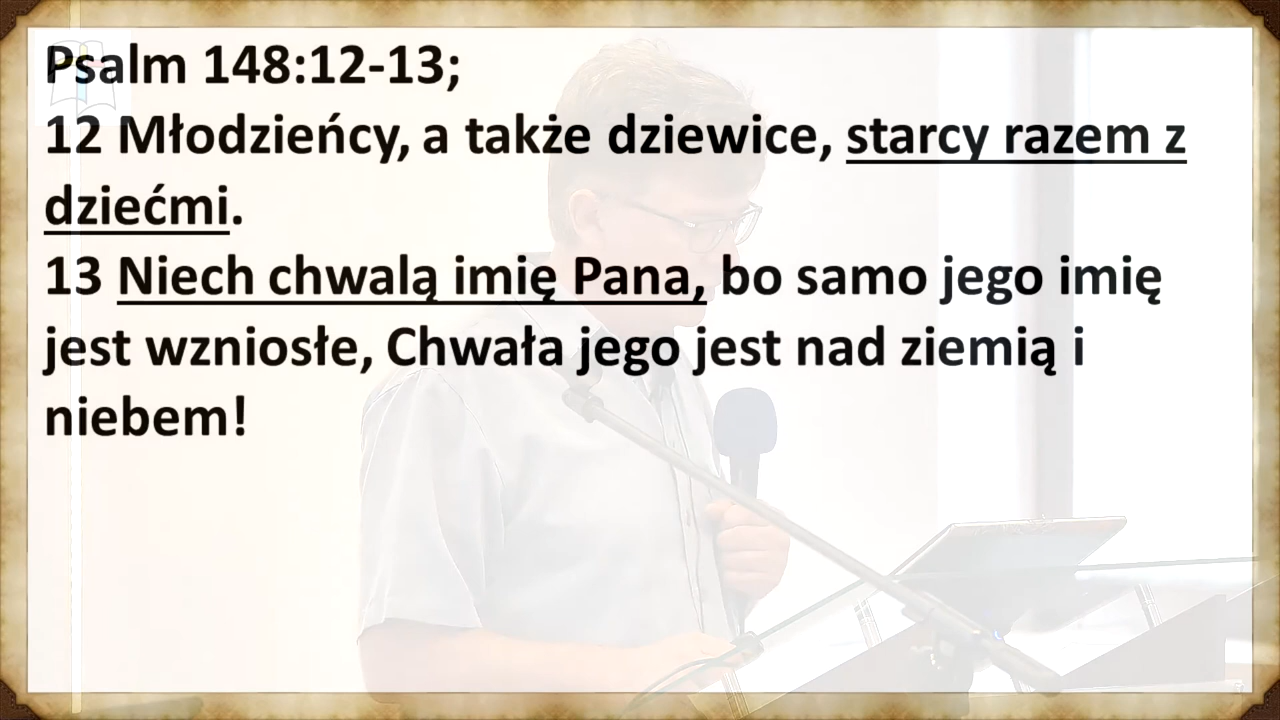 Psalm 148:12-13;
12 Młodzieńcy, a także dziewice, starcy razem z
dziećmi.
13 Niech chwalą imię Pana, bo samo jego imię
jest wzniosłe, Chwała jego jest nad ziemią i
niebem!